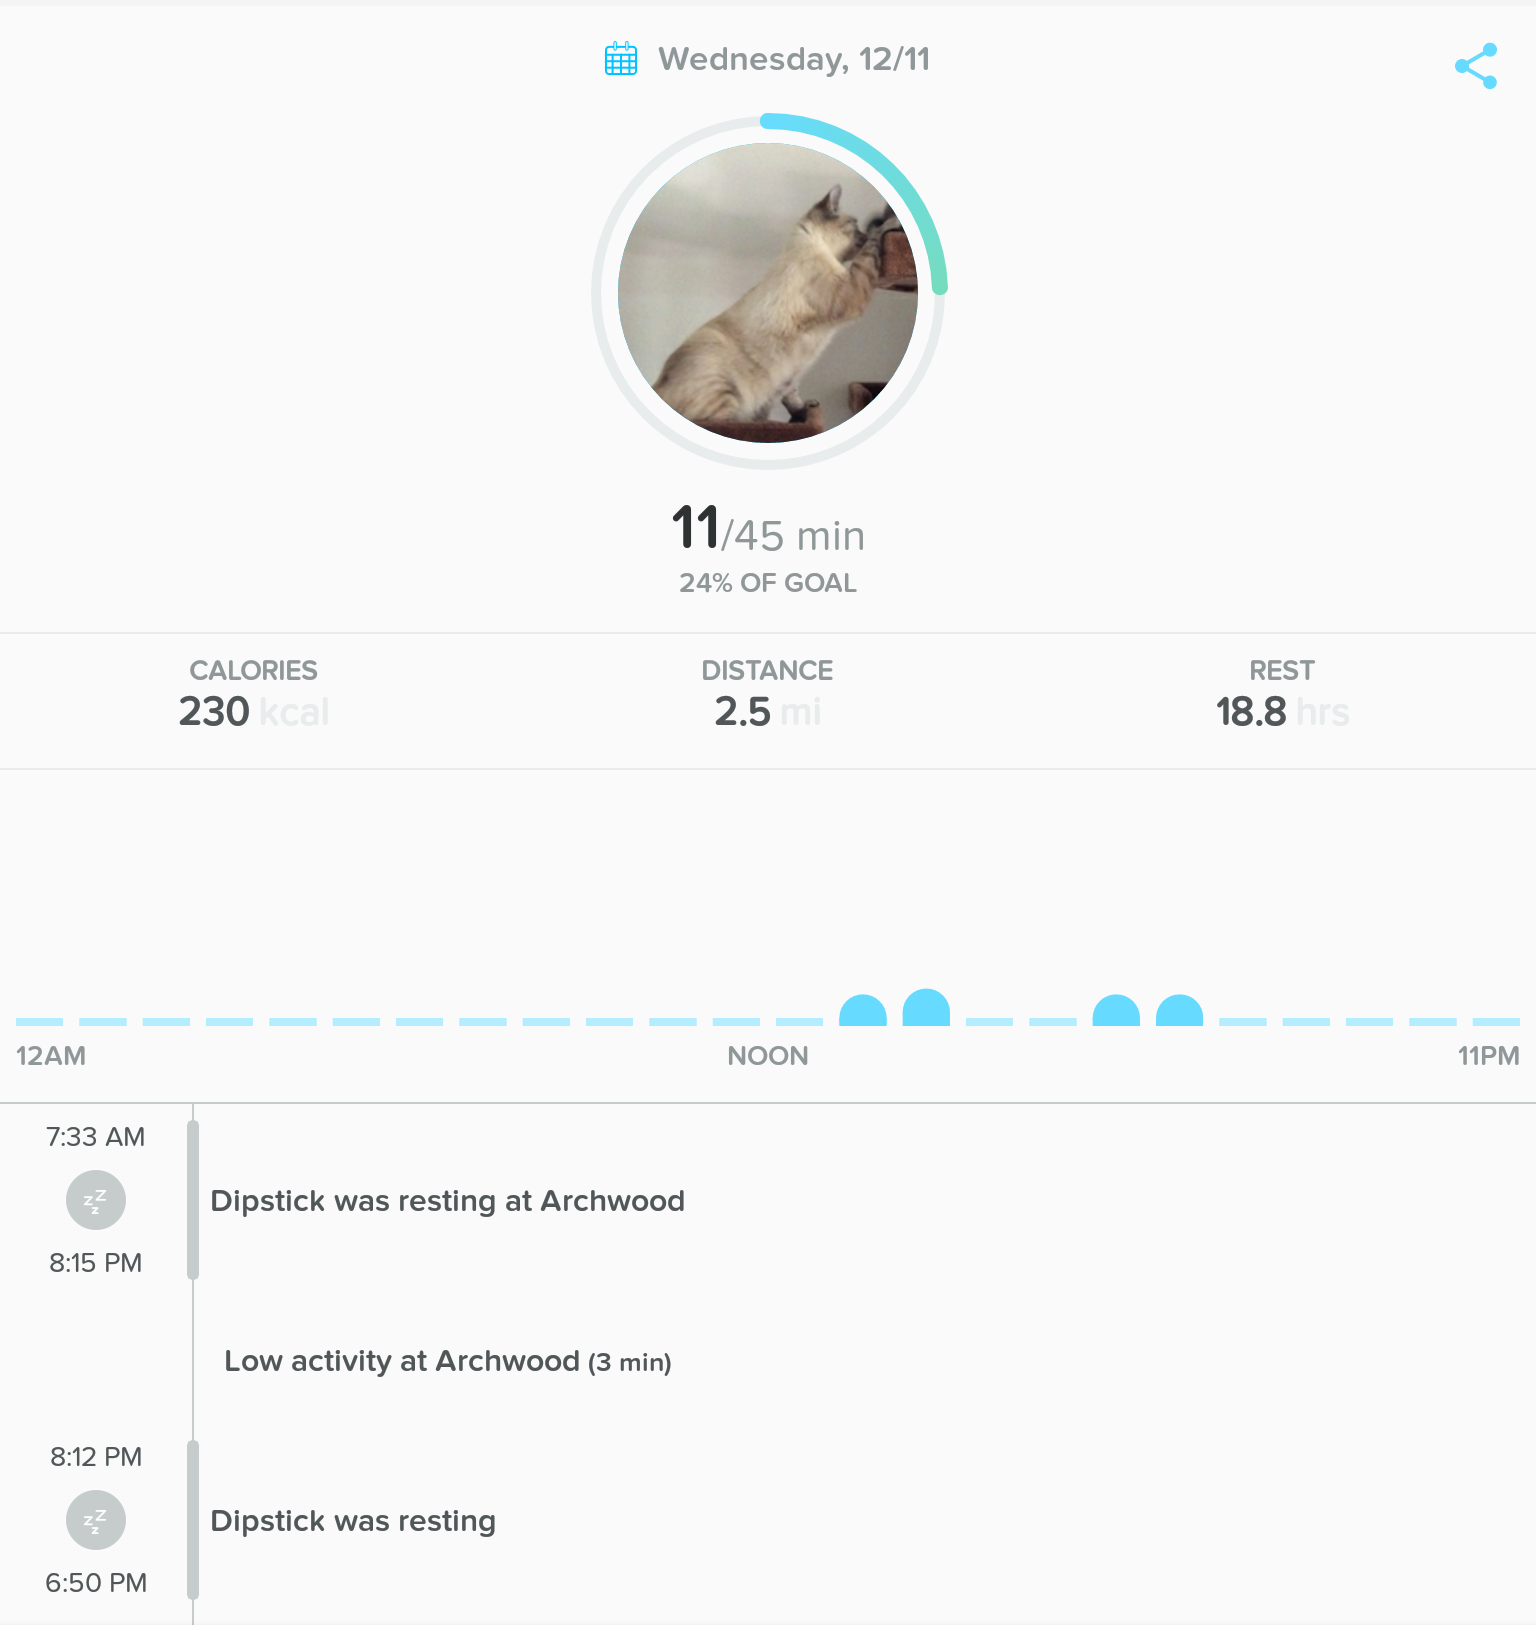 Wednesday, 12/11
11/45 min
24% OF GOAL
CALORIES DISTANCE REST
230 kcal 2.5 mi 18.8 hrs
12AM NOON 11PM
7:33 AM
zzz
Dipstick was resting at Archwood
8:15 PM
Low activity at Archwood (3 min)
8:12 PM
zzz
Dipstick was resting
6:50 PM